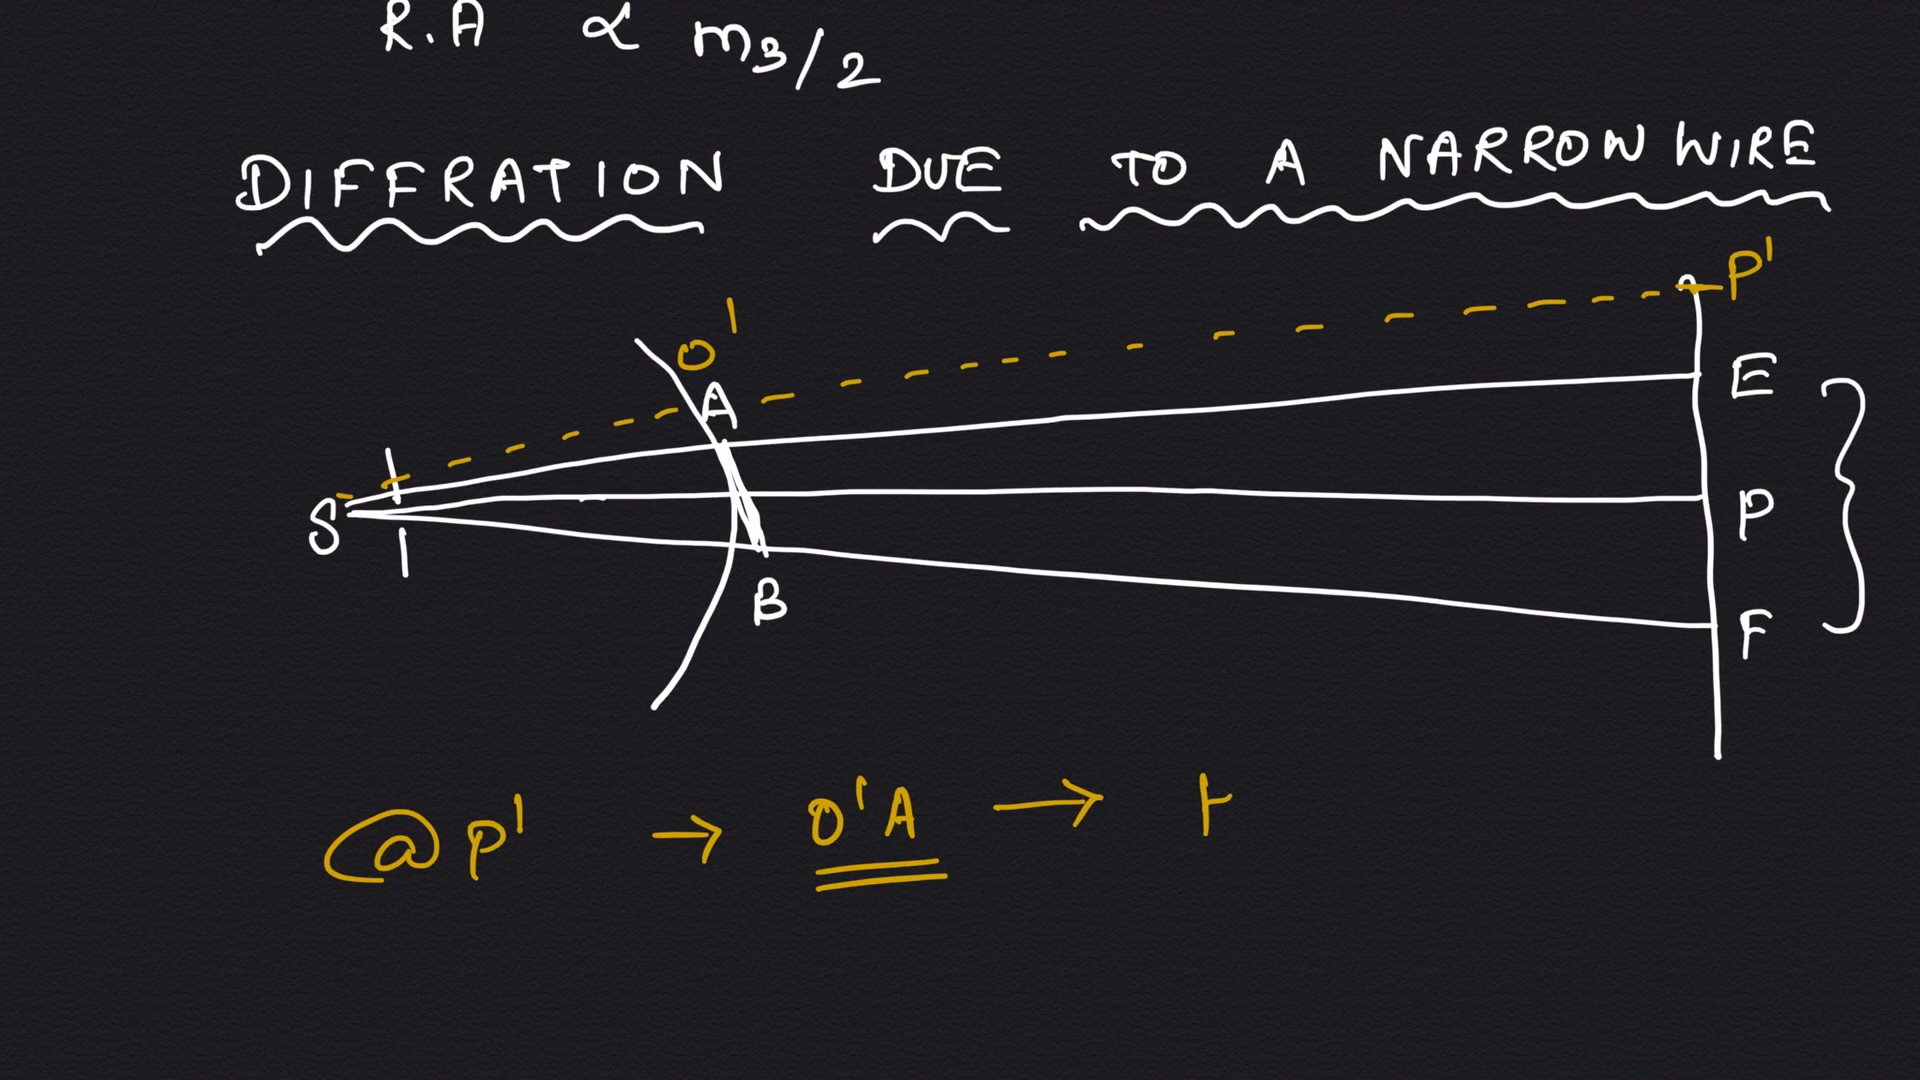 R.A ∝ m3/2
DIFFRATION DUE TO A NARROW WIRE
P'
O'
A
E
S
P
B
F
@ P' → O'A →